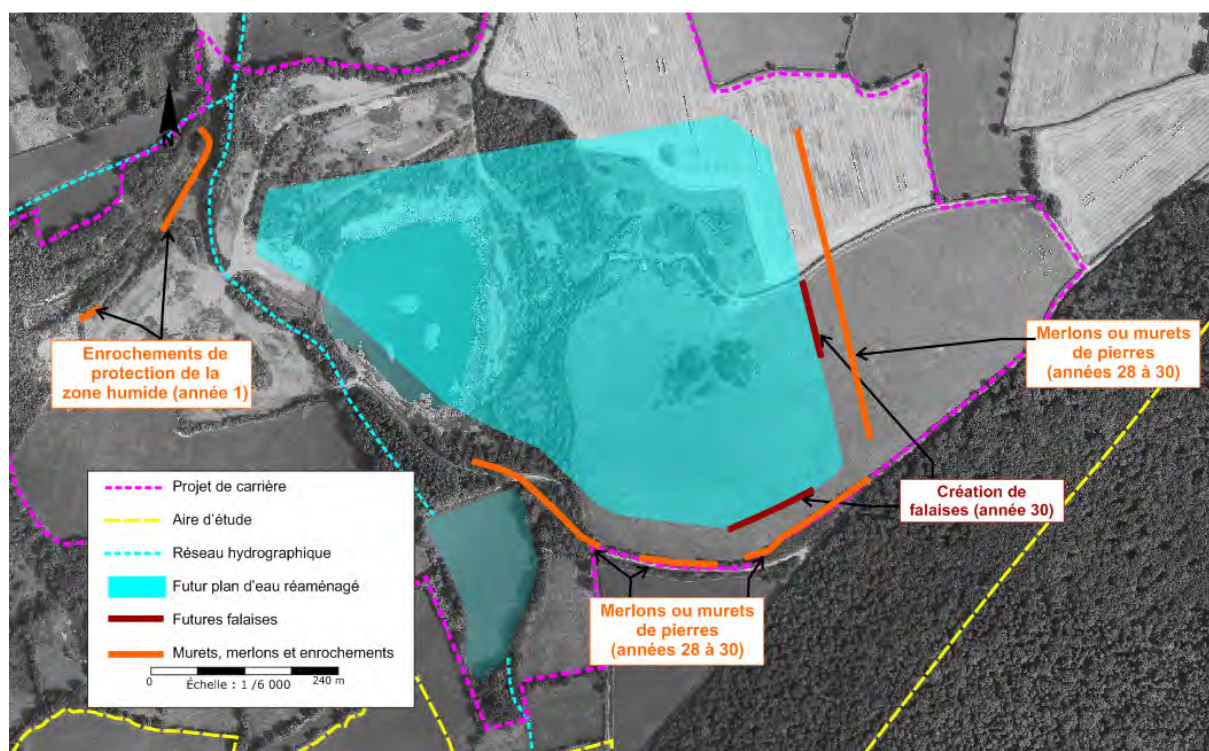 N
Enrochements de
protection de la
zone humide (année 1)
Merlons ou murets
de pierres
(années 28 à 30)
Création de
falaises (année 30)
Merlons ou murets
de pierres
(années 28 à 30)
Projet de carrière
Aire d'étude
Réseau hydrographique
Futur plan d'eau réaménagé
Futures falaises
Murets, merlons et enrochements
0 Échelle : 1 /6 000 240 m